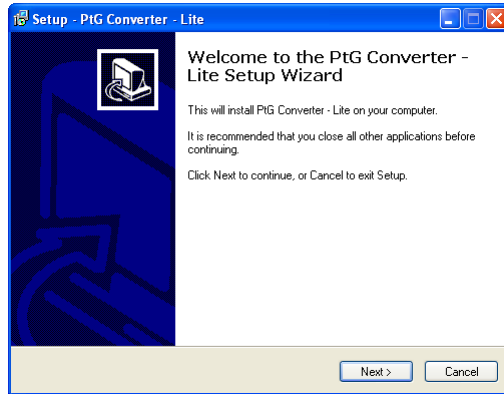 Setup - PtG Converter - Lite
Welcome to the PtG Converter -
Lite Setup Wizard
This will install PtG Converter - Lite on your computer.
It is recommended that you close all other applications before
continuing.
Click Next to continue, or Cancel to exit Setup.
Next >
Cancel